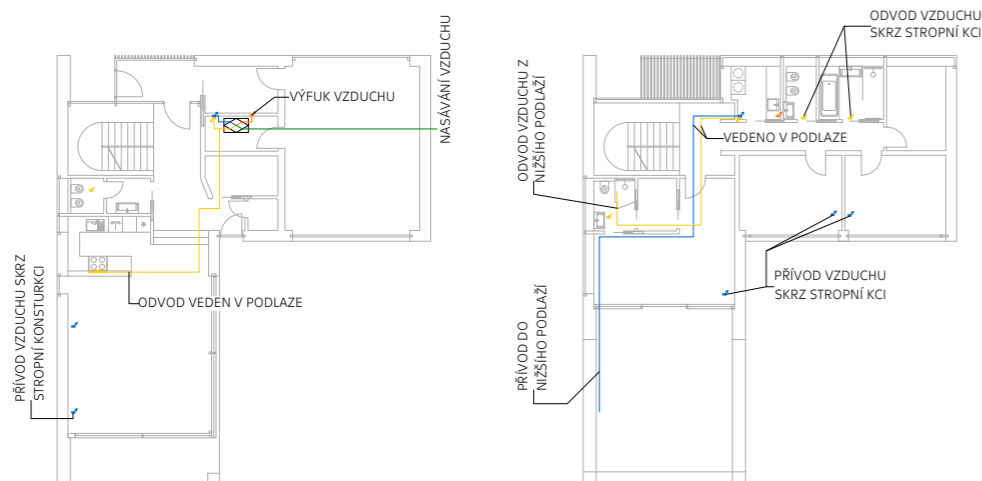 VÝFUK VZDUCHU
NASÁVÁNÍ VZDUCHU
ODVOD VEDEN V PODLAZE
PŘÍVOD VZDUCHU SKRZ
STROPNÍ KONSTURKCI
ODVOD VZDUCHU
SKRZ STROPNÍ KCI
ODVOD VZDUCHU Z
NIŽŠÍHO PODLAŽÍ
VEDENO V PODLAZE
PŘÍVOD VZDUCHU
SKRZ STROPNÍ KCI
PŘÍVOD DO
NIŽŠÍHO PODLAŽÍ